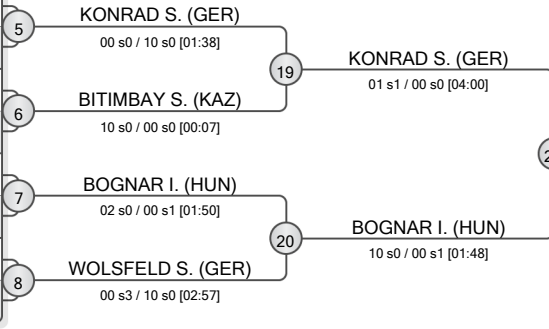 5
KONRAD S. (GER)
00 s0 / 10 s0 [01:38]
19
KONRAD S. (GER)
01 s1 / 00 s0 [04:00]
6
BITIMBAY S. (KAZ)
10 s0 / 00 s0 [00:07]
7
BOGNAR I. (HUN)
02 s0 / 00 s1 [01:50]
20
BOGNAR I. (HUN)
10 s0 / 00 s1 [01:48]
8
WOLSFELD S. (GER)
00 s3 / 10 s0 [02:57]